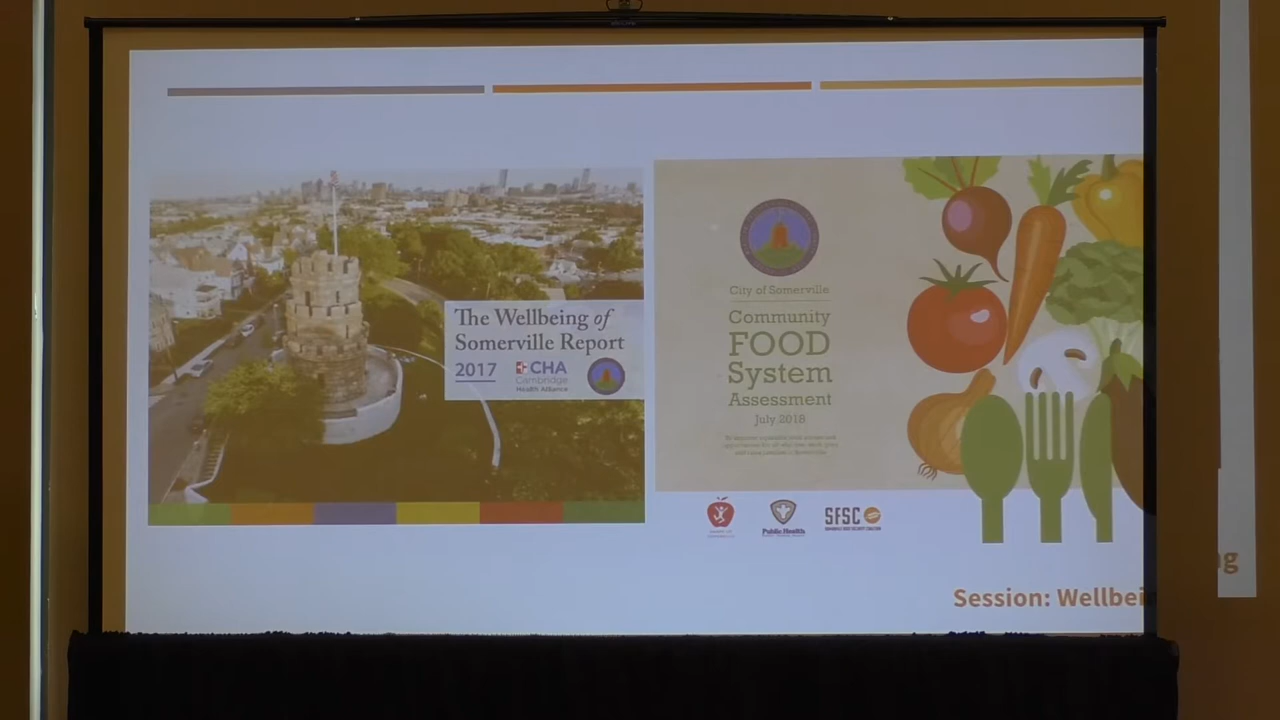 The Wellbeing of
Somerville Report
2017
CHA
Cambridge
Health Alliance
City of Somerville
Community
FOOD
System
Assessment
July 2018
Public Health
SFSC
Session: Wellbei
ng